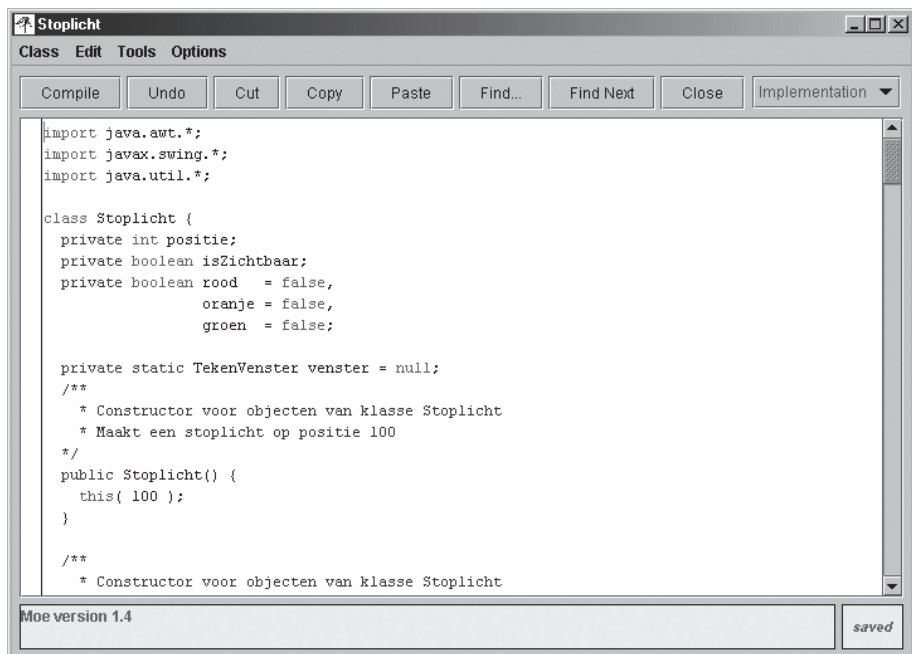 Stoplicht
Class Edit Tools Options
Compile Undo Cut Copy Paste Find... Find Next Close Implementation
import java.awt.*;
import javax.swing.*;
import java.util.*;
class Stoplicht {
private int positie;
private boolean isZichtbaar;
private boolean rood = false,
oranje = false,
groen = false;
private static TekenVenster venster = null;
/**
* Constructor voor objecten van klasse Stoplicht
* Maakt een stoplicht op positie 100
*/
public Stoplicht() {
this( 100 );
}
/**
* Constructor voor objecten van klasse Stoplicht
Moe version 1.4
saved